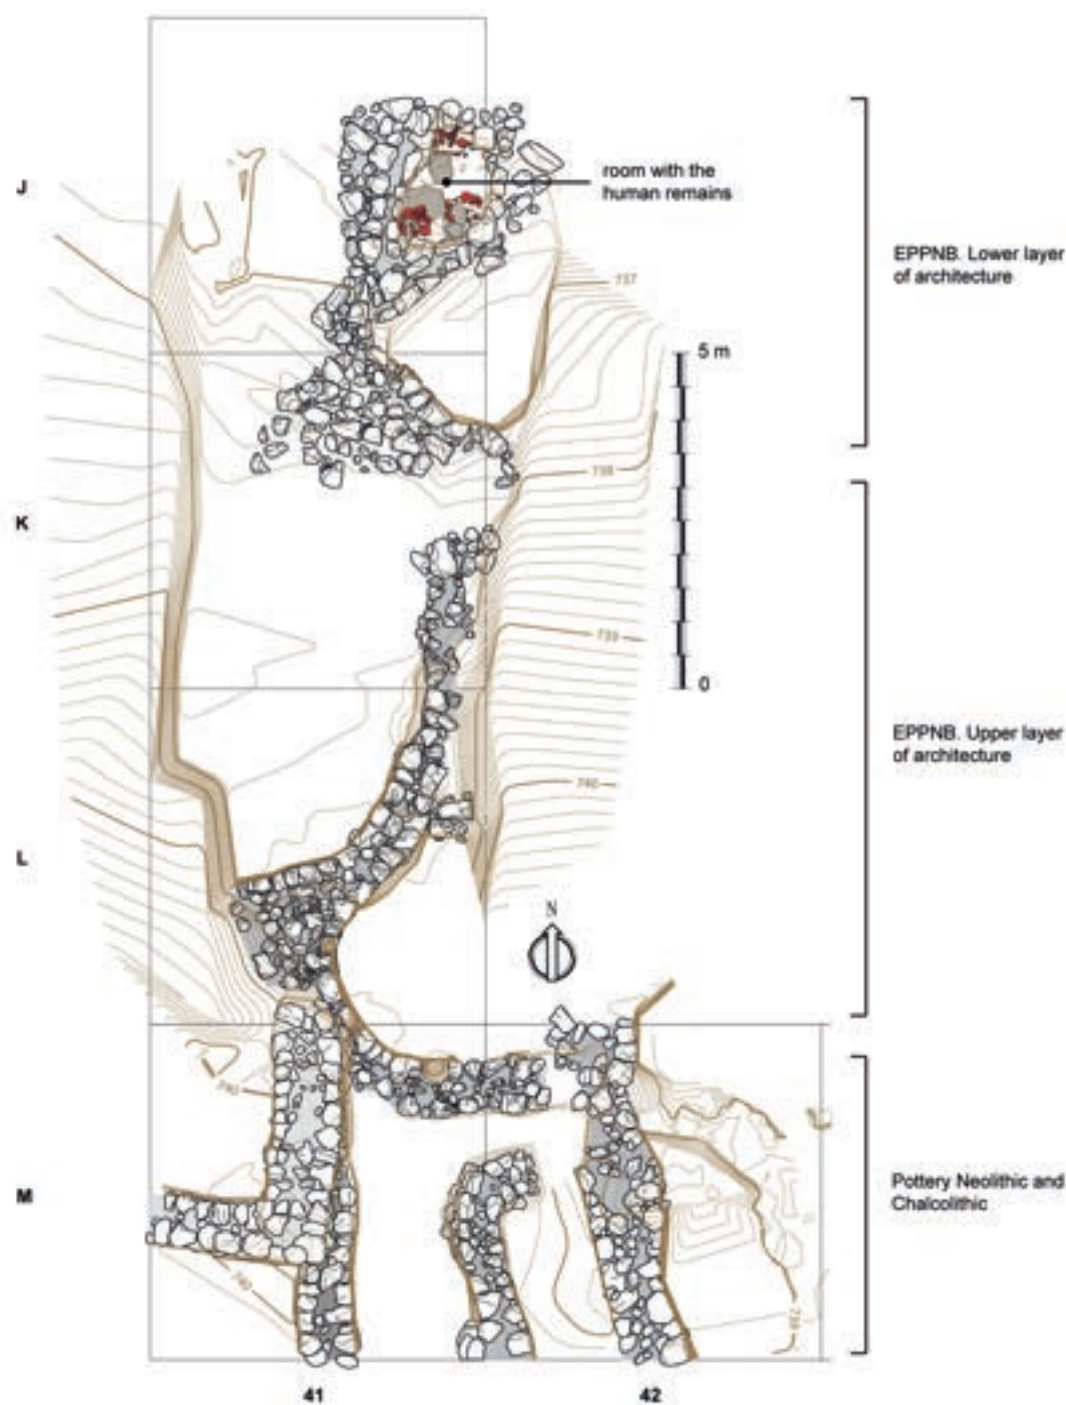 J
room with the
human remains
EPPNB. Lower layer
of architecture
737
5 m
738
K
739
0
EPPNB. Upper layer
of architecture
740
L
N
740
M
Pottery Neolithic and
Chalcolithic
740
739
41
42